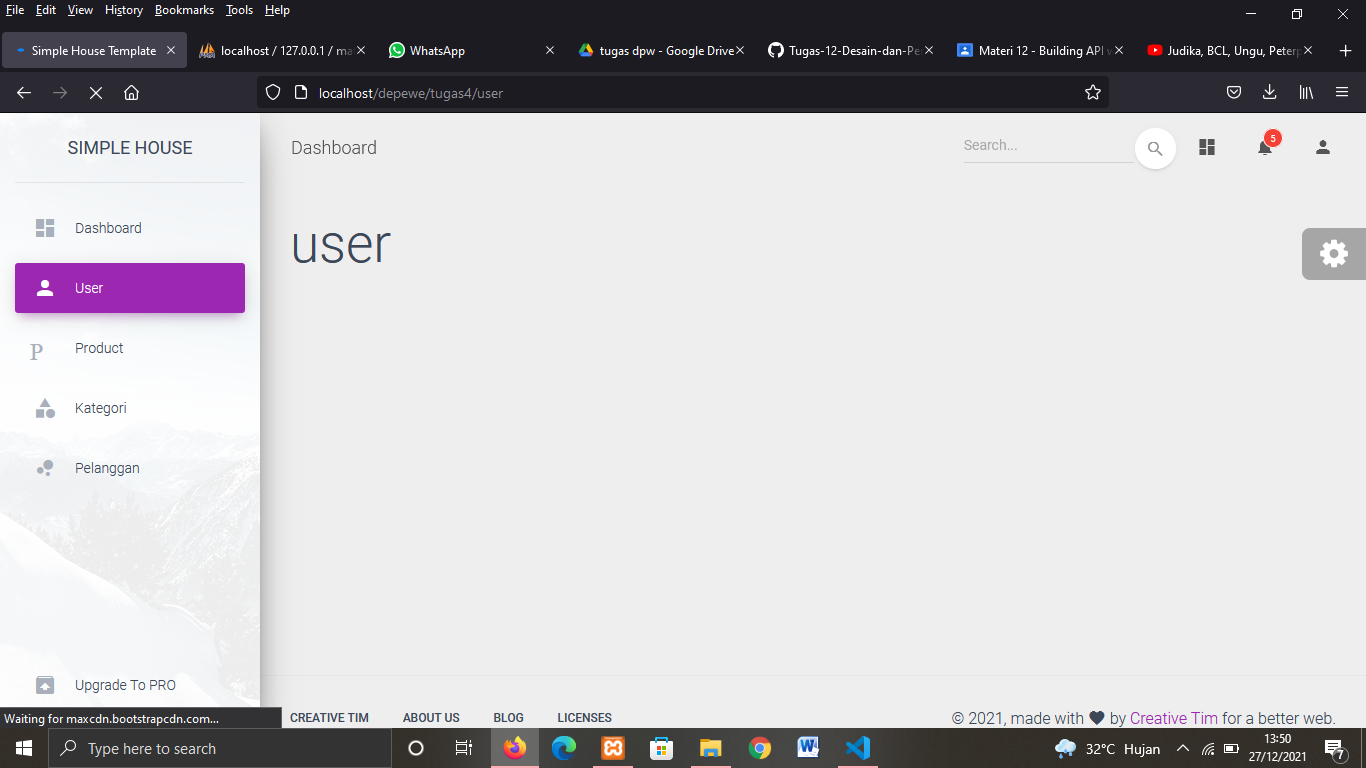 File Edit View History Bookmarks Tools Help
Simple House Template
localhost / 127.0.0.1 / ma
WhatsApp
tugas dpw - Google Drive
Tugas-12-Desain-dan-Pe
Materi 12 - Building API
Judika, BCL, Ungu, Peterp
localhost/depewe/tugas4/user
SIMPLE HOUSE
Dashboard
User
P Product
Kategori
Pelanggan
Upgrade To PRO
Dashboard
Search...
5
user
CREATIVE TIM ABOUT US BLOG LICENSES
© 2021, made with by Creative Tim for a better web.
Waiting for maxcdn.bootstrapcdn.com...
Type here to search
W
32°C Hujan
13:50
27/12/2021
7